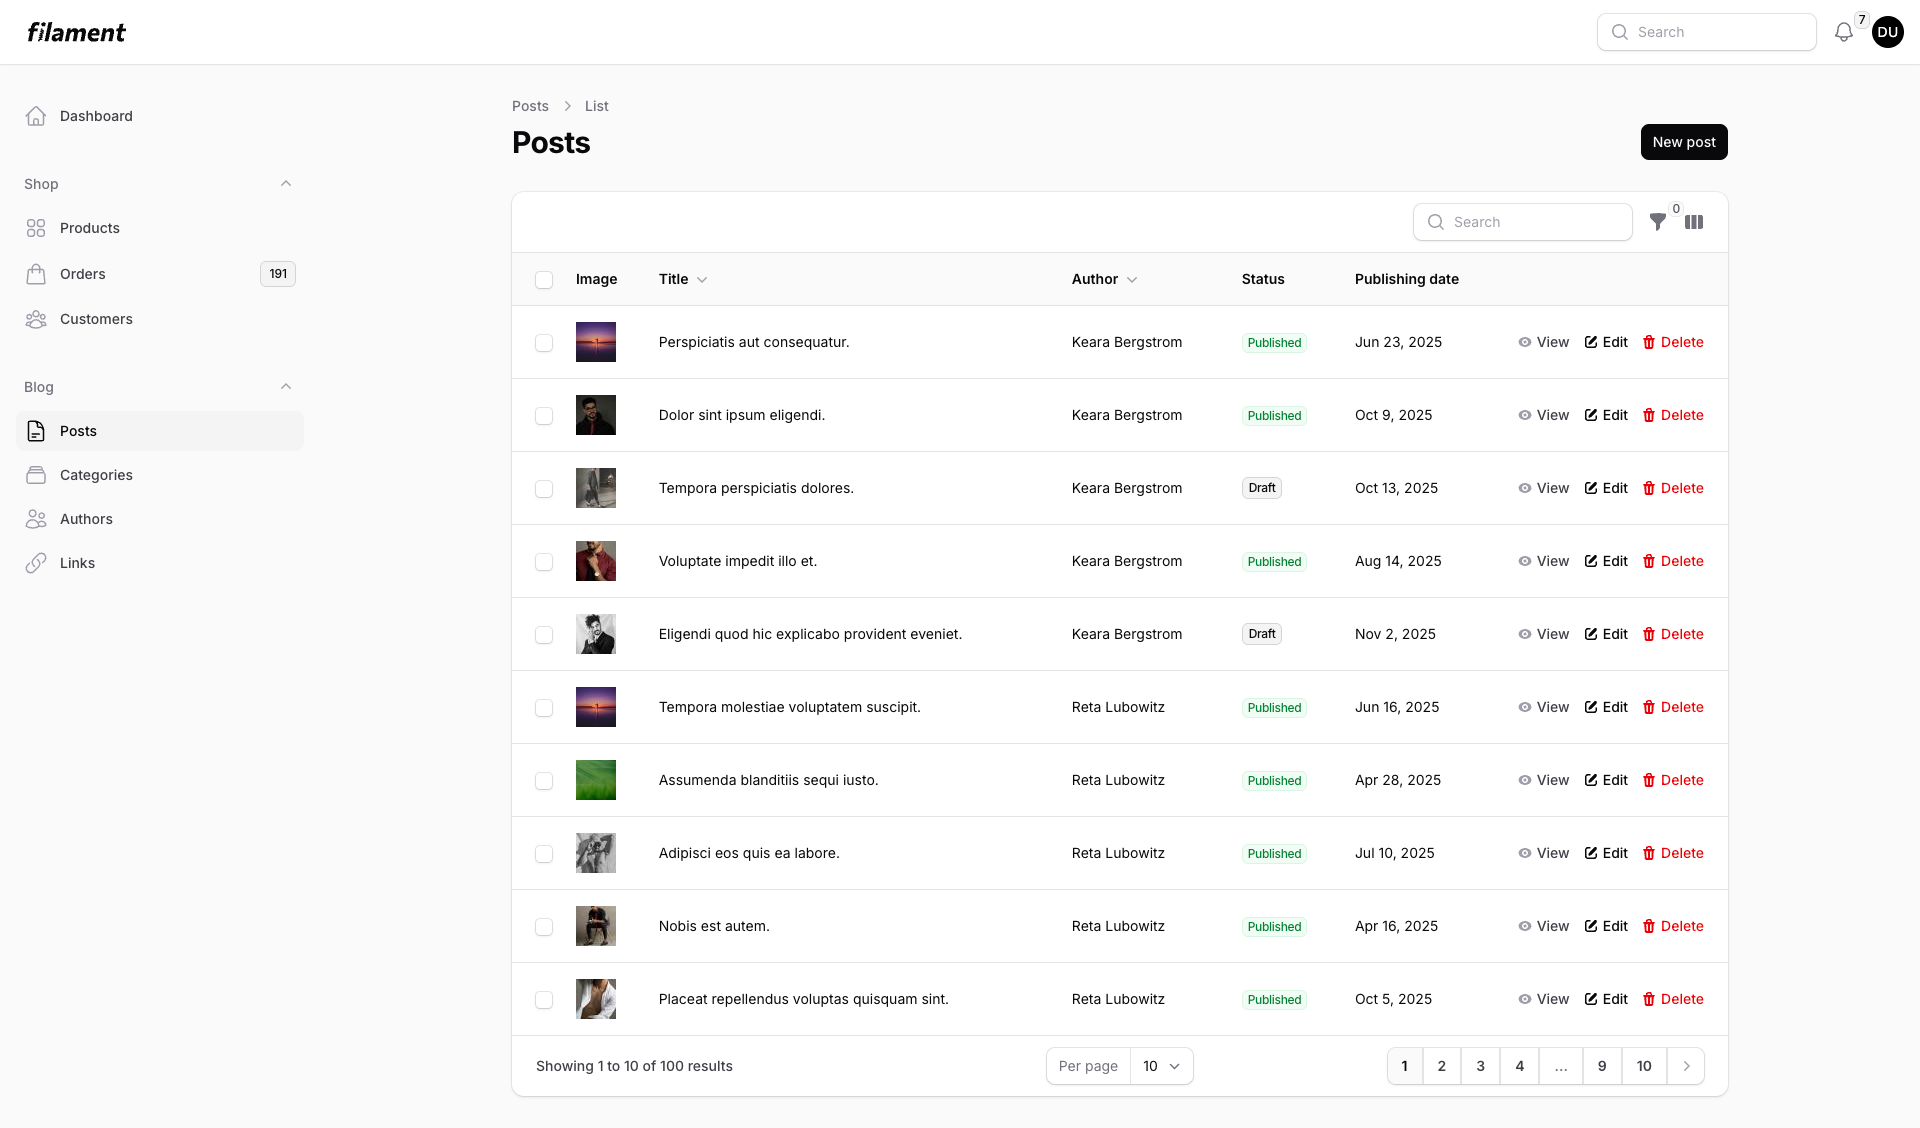 filament
Search
7
DU
Dashboard
Shop
Products
Orders 191
Customers
Blog
Posts
Categories
Authors
Links
Posts List
Posts
New post
Search
0
Image Title Author Status Publishing date
Perspiciatis aut consequatur. Keara Bergstrom Published Jun 23, 2025 View Edit Delete
Dolor sint ipsum eligendi. Keara Bergstrom Published Oct 9, 2025 View Edit Delete
Tempora perspiciatis dolores. Keara Bergstrom Draft Oct 13, 2025 View Edit Delete
Voluptate impedit illo et. Keara Bergstrom Published Aug 14, 2025 View Edit Delete
Eligendi quod hic explicabo provident eveniet. Keara Bergstrom Draft Nov 2, 2025 View Edit Delete
Tempora molestiae voluptatem suscipit. Reta Lubowitz Published Jun 16, 2025 View Edit Delete
Assumenda blanditiis sequi iusto. Reta Lubowitz Published Apr 28, 2025 View Edit Delete
Adipisci eos quis ea labore. Reta Lubowitz Published Jul 10, 2025 View Edit Delete
Nobis est autem. Reta Lubowitz Published Apr 16, 2025 View Edit Delete
Placeat repellendus voluptas quisquam sint. Reta Lubowitz Published Oct 5, 2025 View Edit Delete
Showing 1 to 10 of 100 results Per page 10 1 2 3 4 ... 9 10